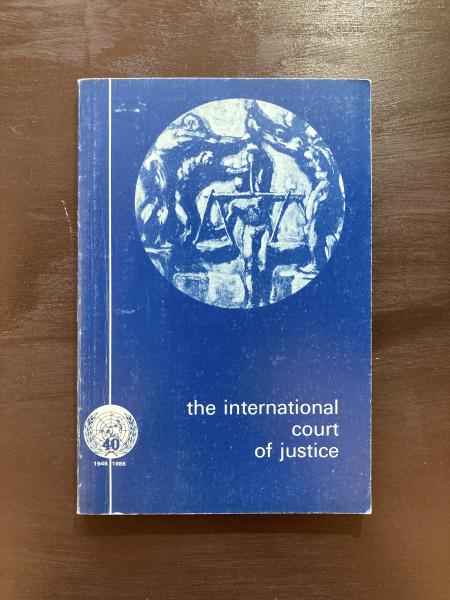 the international
court
of justice
40
1946 1986